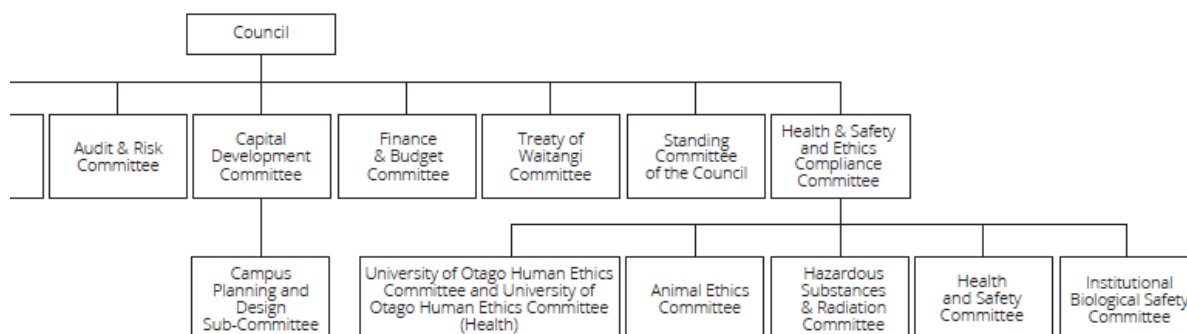 Council
Audit & Risk
Committee
Capital
Development
Committee
Finance
& Budget
Committee
Treaty of
Waitangi
Committee
Standing
Committee
of the Council
Health & Safety
and Ethics
Compliance
Committee
Campus
Planning and
Design
Sub-Committee
University of Otago Human Ethics
Committee and University of
Otago Human Ethics Committee
(Health)
Animal Ethics
Committee
Hazardous
Substances
& Radiation
Committee
Health
and Safety
Committee
Institutional
Biological Safety
Committee